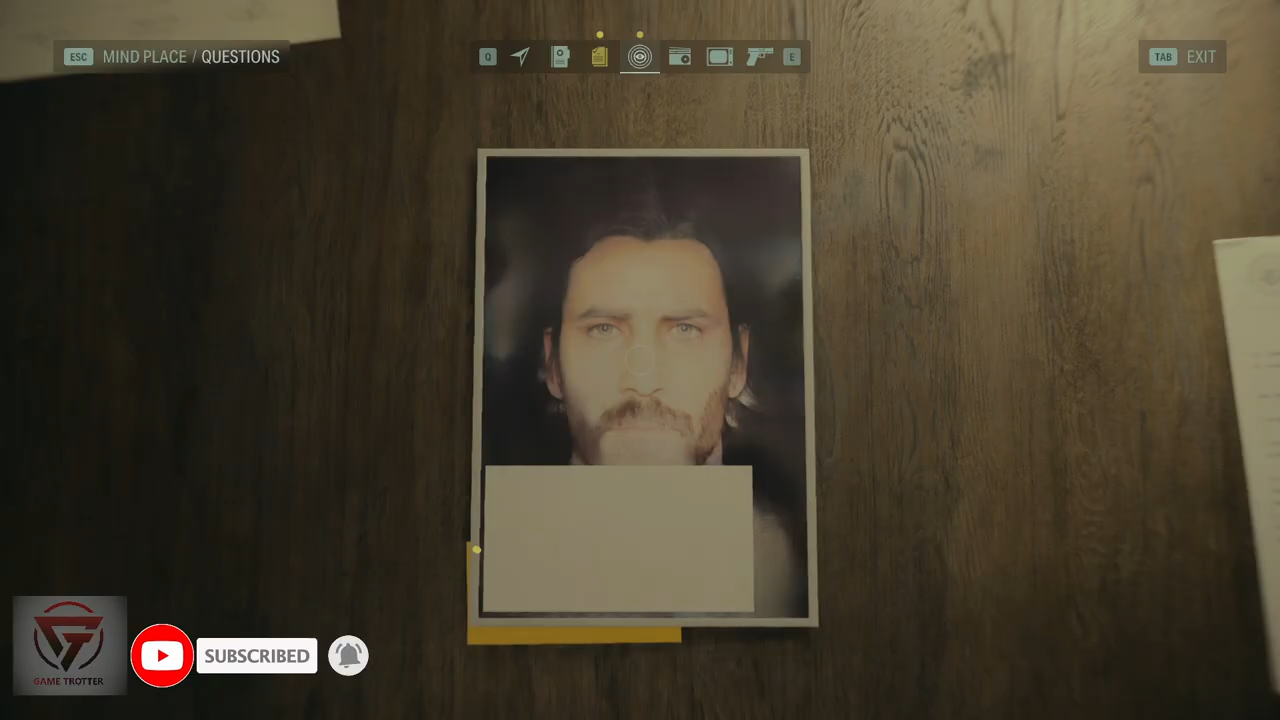 ESC MIND PLACE / QUESTIONS
Q
E
TAB EXIT
GAME TROTTER
SUBSCRIBED